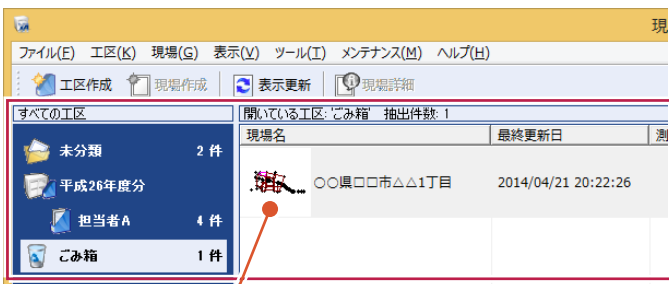 現
ファイル(F) 工区(K) 現場(G) 表示(V) ツール(T) メンテナンス(M) ヘルプ(H)
工区作成 現場作成 表示更新 現場詳細
すべての工区
開いている工区:'ごみ箱' 抽出件数: 1
現場名 最終更新日 測
未分類 2 件
平成26年度分
担当者A 4 件
ごみ箱 1 件
○○県□□市△△1丁目 2014/04/21 20:22:26